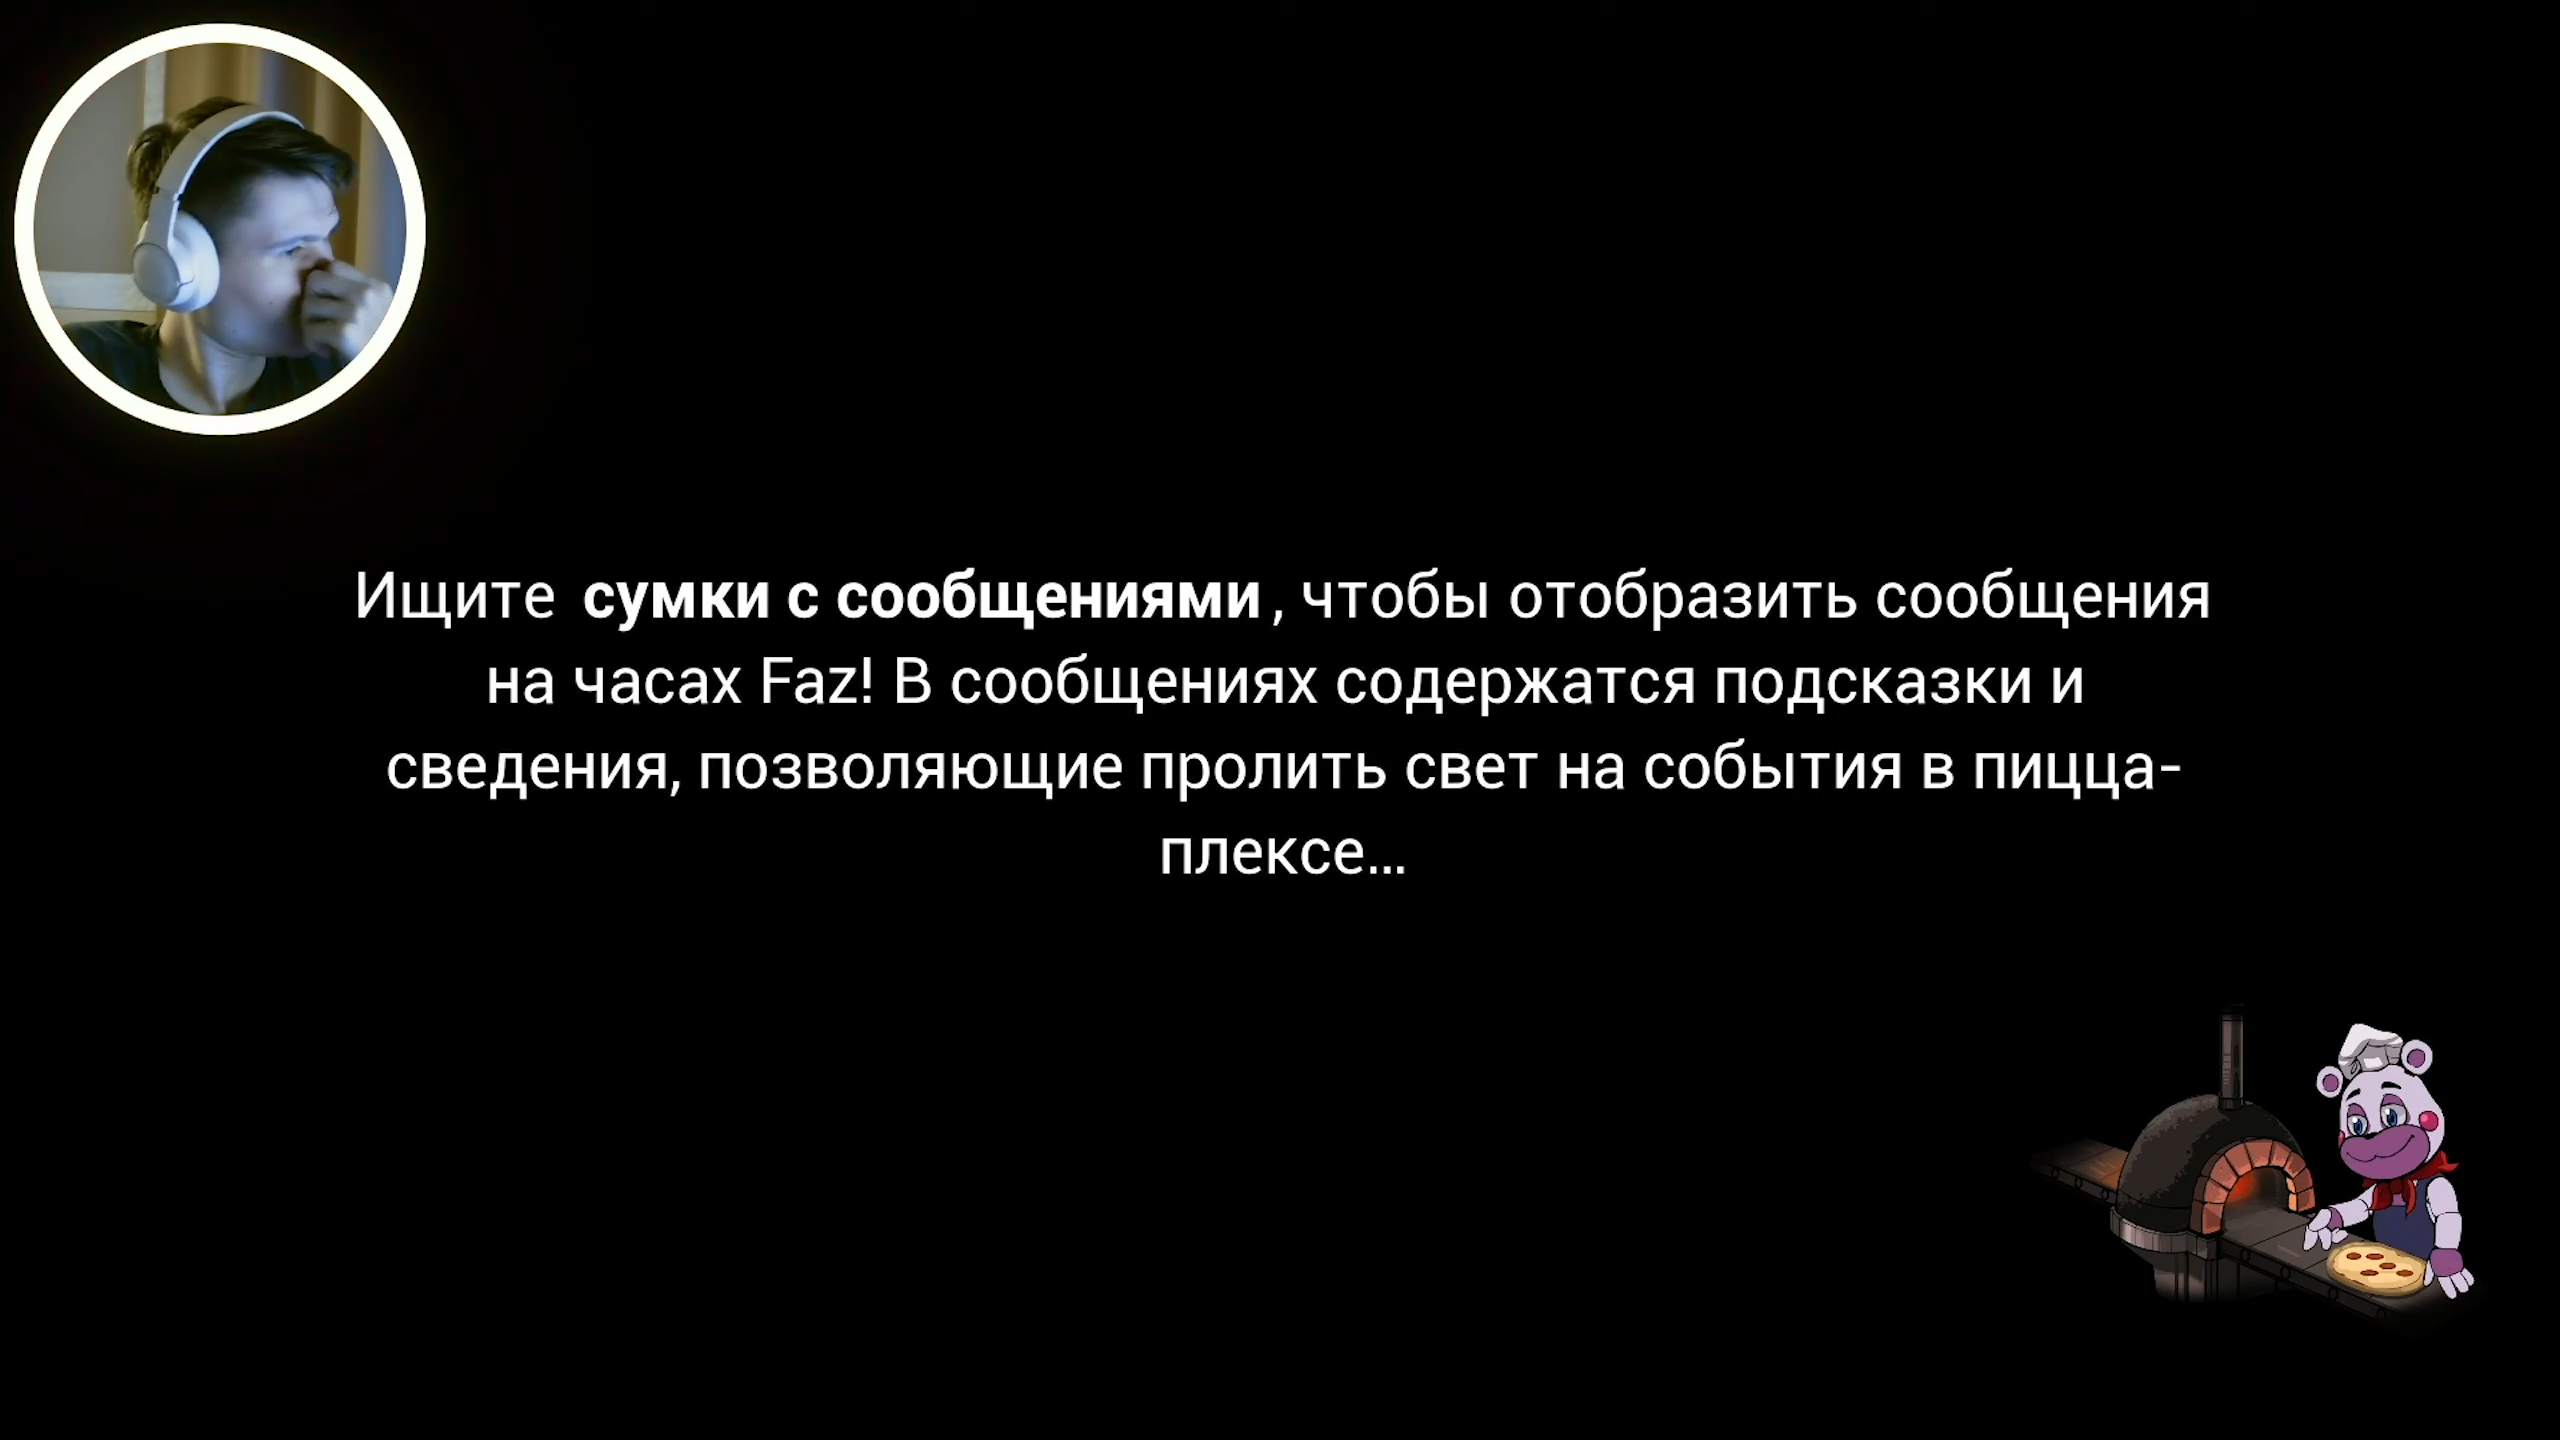 Ищите сумки с сообщениями, чтобы отобразить сообщения
на часах Faz! В сообщениях содержатся подсказки и
сведения, позволяющие пролить свет на события в пицца-
плексе...